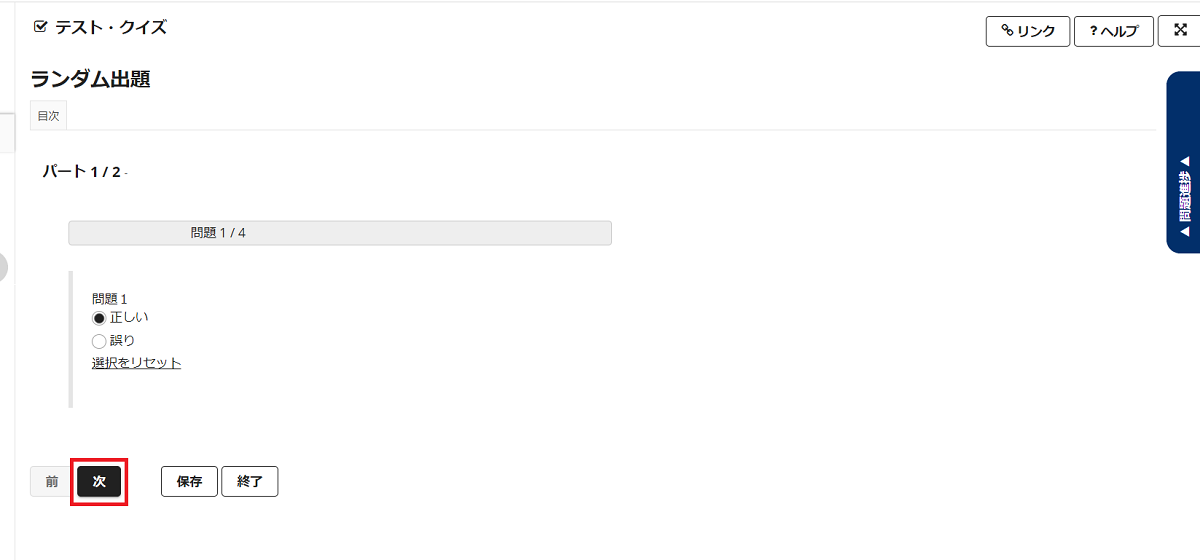 テスト・クイズ
リンク
? ヘルプ
ランダム出題
目次
◀ 問題進捗 ◀
パート 1 / 2 -
問題 1 / 4
問題 1
正しい
誤り
選択をリセット
前
次
保存
終了